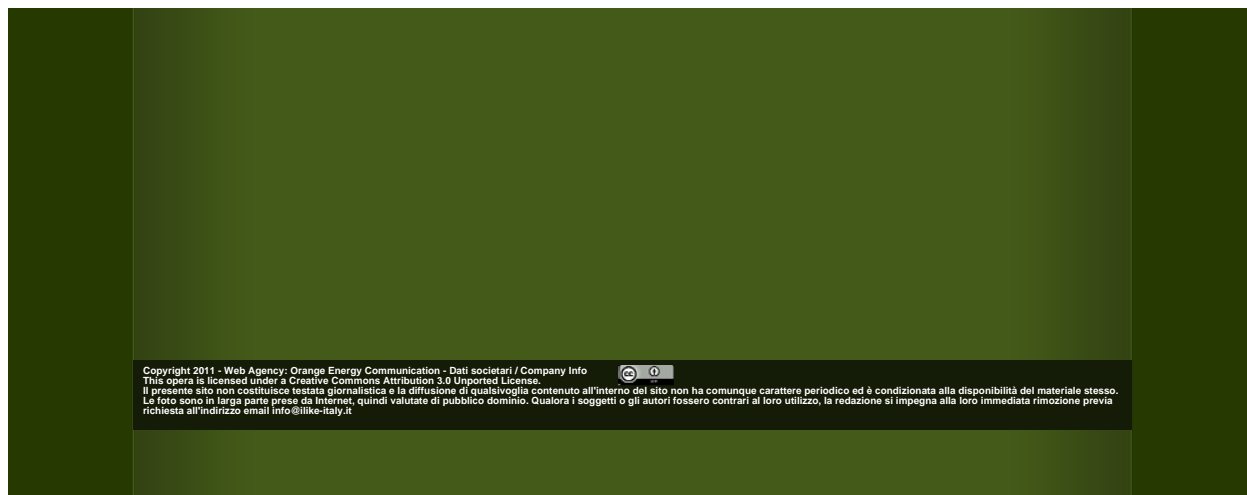 Copyright 2011 - Web Agency: Orange Energy Communication - Dati societari / Company Info
This opera is licensed under a Creative Commons Attribution 3.0 Unported License.
Il presente sito non costituisce testata giornalistica e la diffusione di qualsivoglia contenuto all'interno del sito non ha comunque carattere periodico ed è condizionata alla disponibilità del materiale stesso.
Le foto sono in larga parte prese da Internet, quindi valutate di pubblico dominio. Qualora i soggetti o gli autori fossero contrari al loro utilizzo, la redazione si impegna alla loro immediata rimozione previa
richiesta all'indirizzo email info@ilike-italy.it
cc